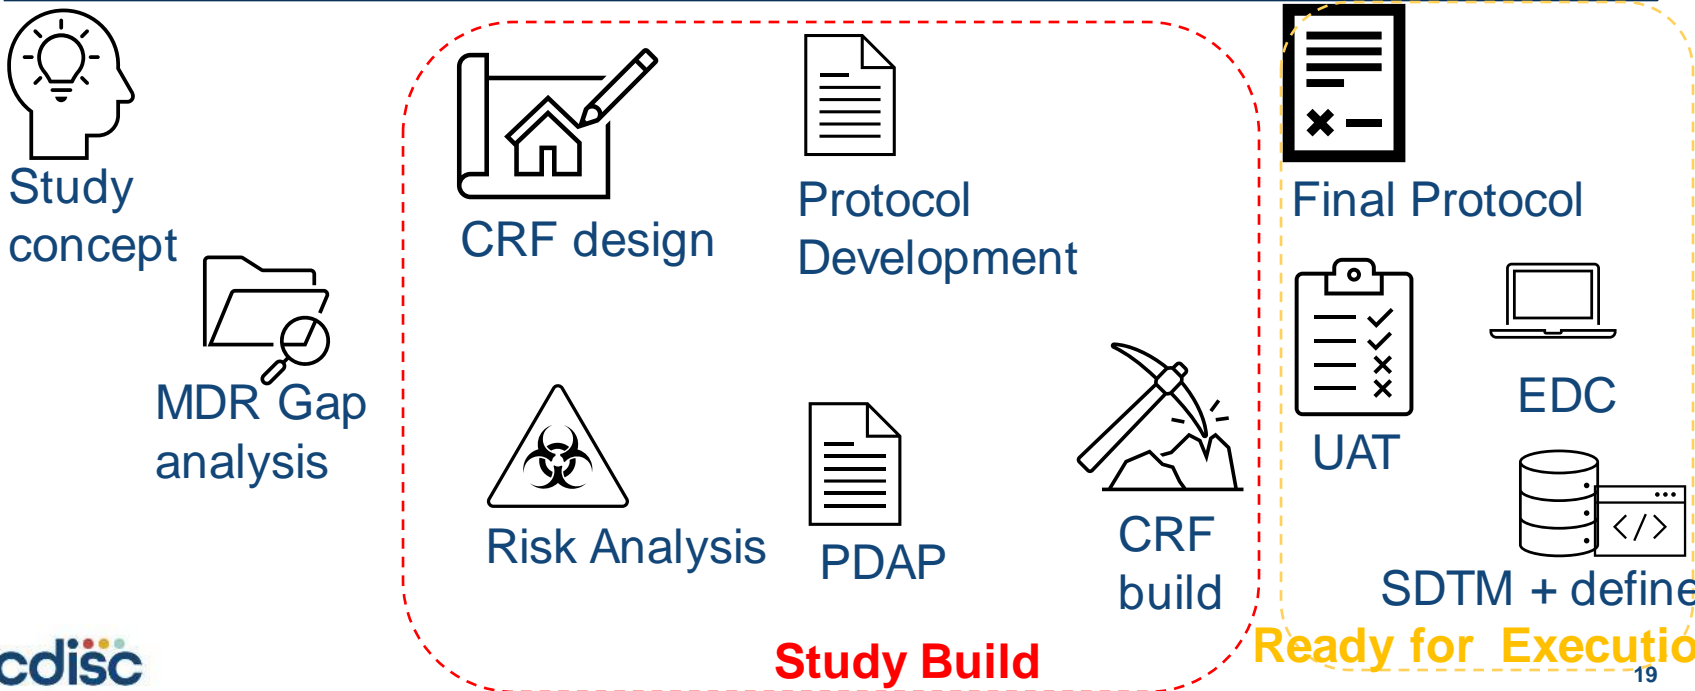 Study
concept
MDR Gap
analysis
CRF design
Protocol
Development
Risk Analysis
PDAP
CRF
build
Study Build
Final Protocol
UAT
EDC
</>
SDTM + define
Ready for Executio
cdisc
19